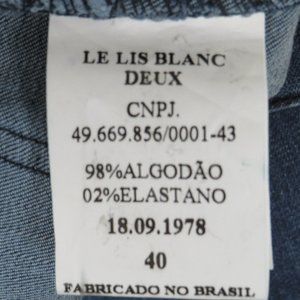 LE LIS BLANC
DEUX
CNPJ.
49.669.856/0001-43
98%ALGODÃO
02%ELASTANO
18.09.1978
40
FABRICADO NO BRASIL